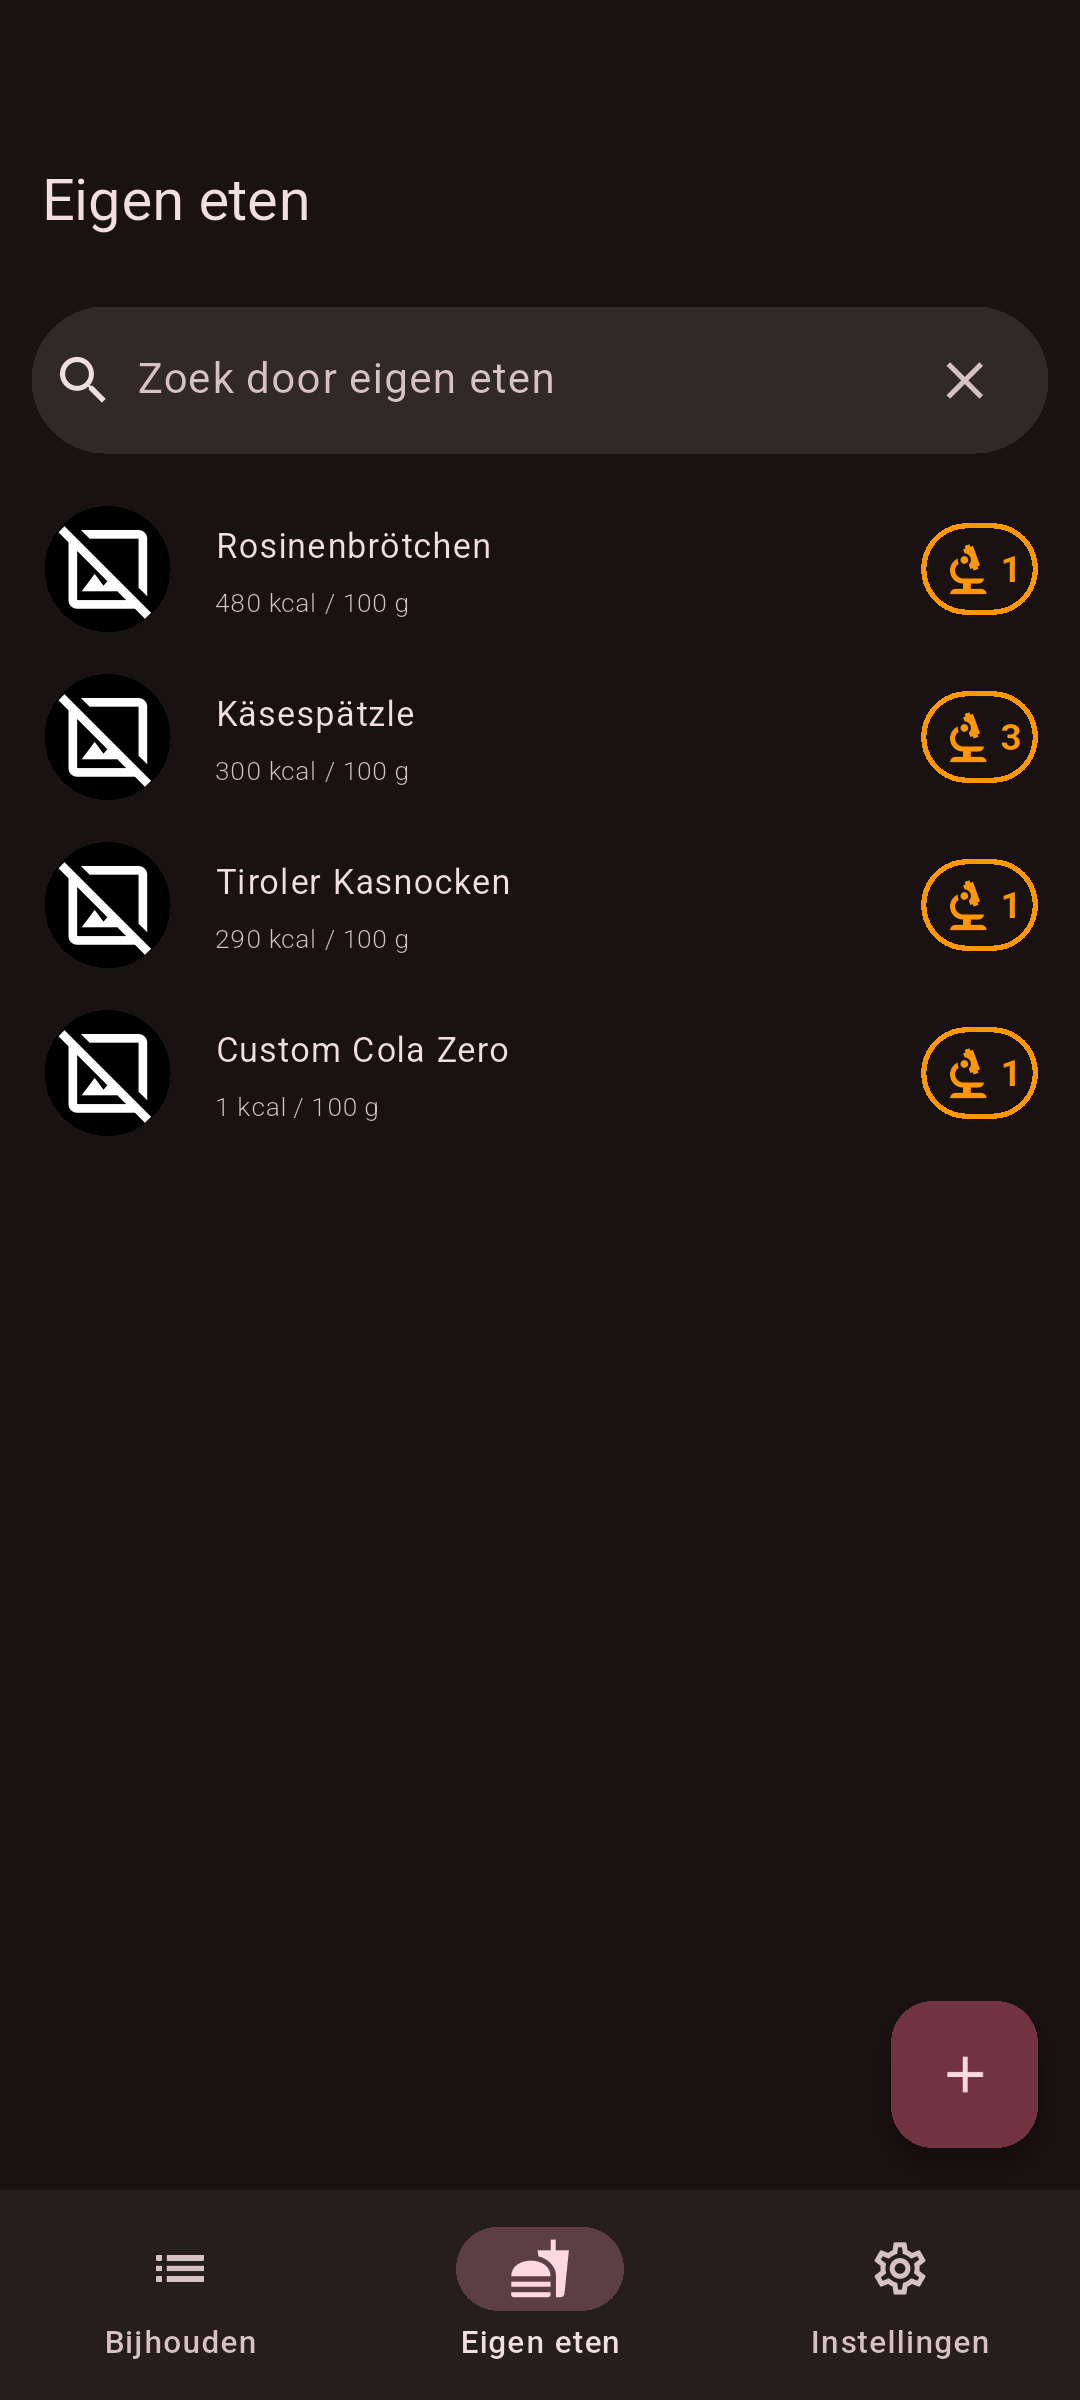 Eigen eten
Zoek door eigen eten
Rosinenbrötchen
480 kcal / 100 g
1
Käsespätzle
300 kcal / 100 g
3
Tiroler Kasnocken
290 kcal / 100 g
1
Custom Cola Zero
1 kcal / 100 g
1
Bijhouden
Eigen eten
Instellingen